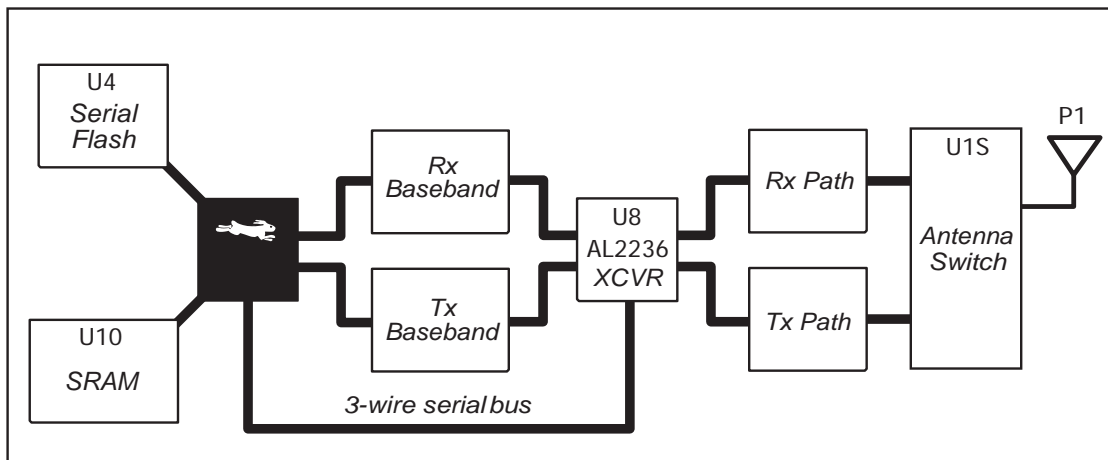 U4
Serial
Flash
U10
SRAM
Rx
Baseband
Tx
Baseband
3-wire serial bus
U8
AL2236
XCVR
Rx Path
Tx Path
U1S
Antenna
Switch
P1